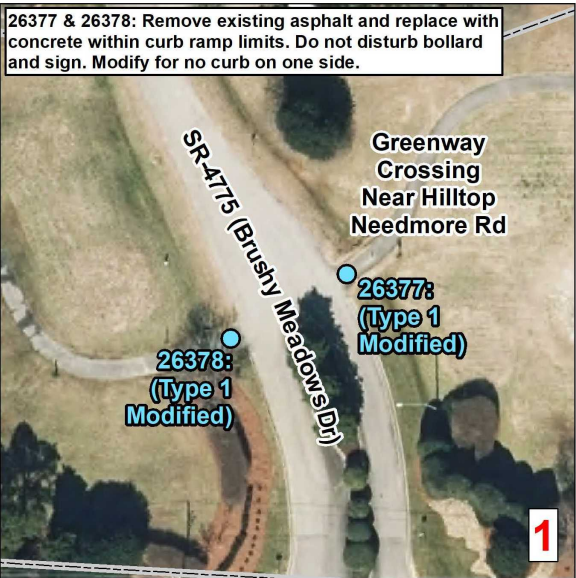 26377 & 26378: Remove existing asphalt and replace with
concrete within curb ramp limits. Do not disturb bollard
and sign. Modify for no curb on one side.
SR-4775 (Brushy Meadows Dr)
Greenway
Crossing
Near Hilltop
Needmore Rd
26377:
(Type 1
Modified)
26378:
(Type 1
Modified)
1